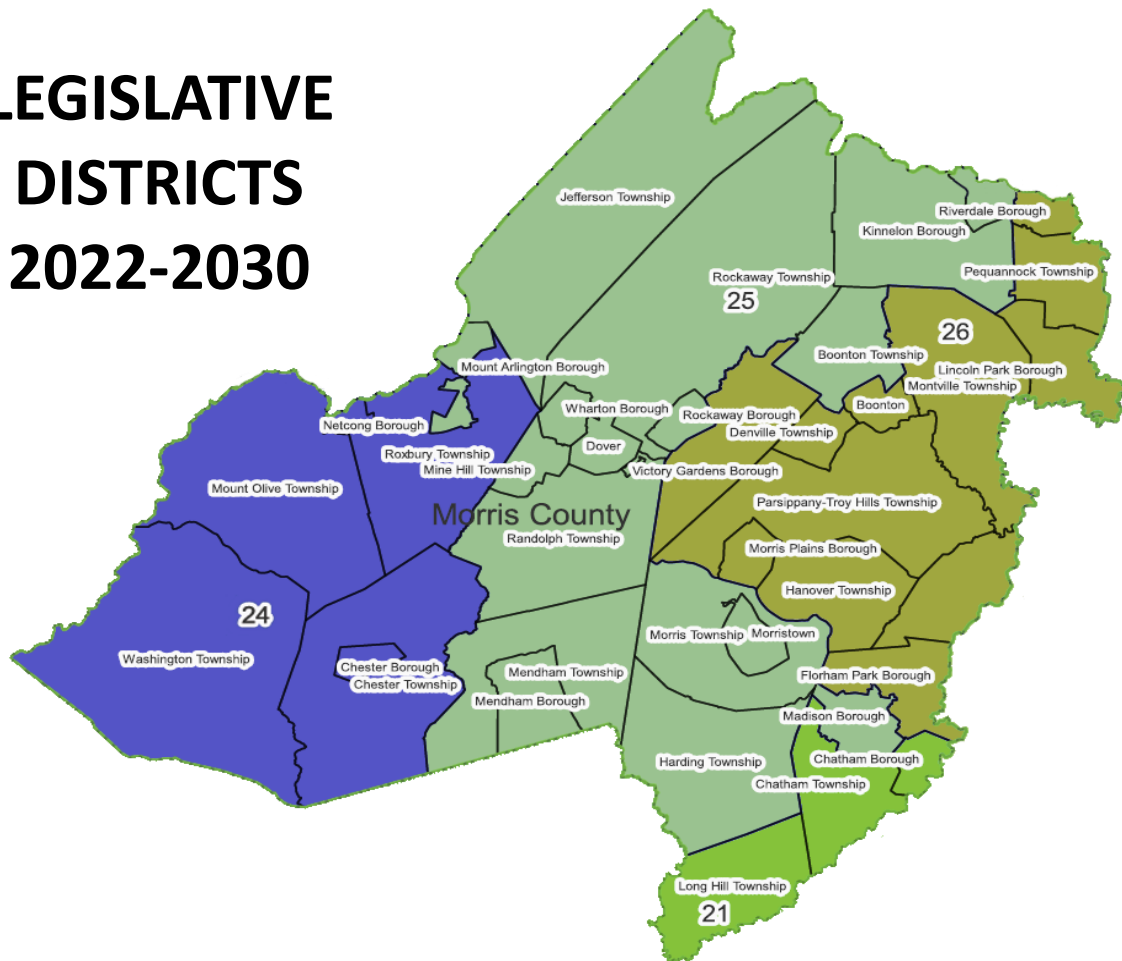 LEGISLATIVE
DISTRICTS
2022-2030
Jefferson Township
Riverdale Borough
Kinnelon Borough
Pequannock Township
Rockaway Township
25
26
Boonton Township
Mount Arlington Borough
Lincoln Park Borough
Montville Township
Boonton
Wharton Borough
Rockaway Borough
Netcong Borough
Denville Township
Dover
Roxbury Township
Mine Hill Township
Victory Gardens Borough
Mount Olive Township
Parsippany-Troy Hills Township
Morris County
Randolph Township
Morris Plains Borough
Hanover Township
24
Morris Township
Morristown
Washington Township
Chester Borough
Mendham Township
Florham Park Borough
Chester Township
Mendham Borough
Madison Borough
Harding Township
Chatham Borough
Chatham Township
Long Hill Township
21